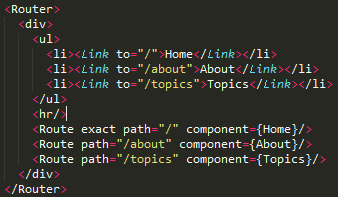 <Router>
<div>
<ul>
<li><Link to="/">Home</Link></li>
<li><Link to="/about">About</Link></li>
<li><Link to="/topics">Topics</Link></li>
</ul>
<hr/>
<Route exact path="/" component={Home}/>
<Route path="/about" component={About}/>
<Route path="/topics" component={Topics}/>
</div>
</Router>